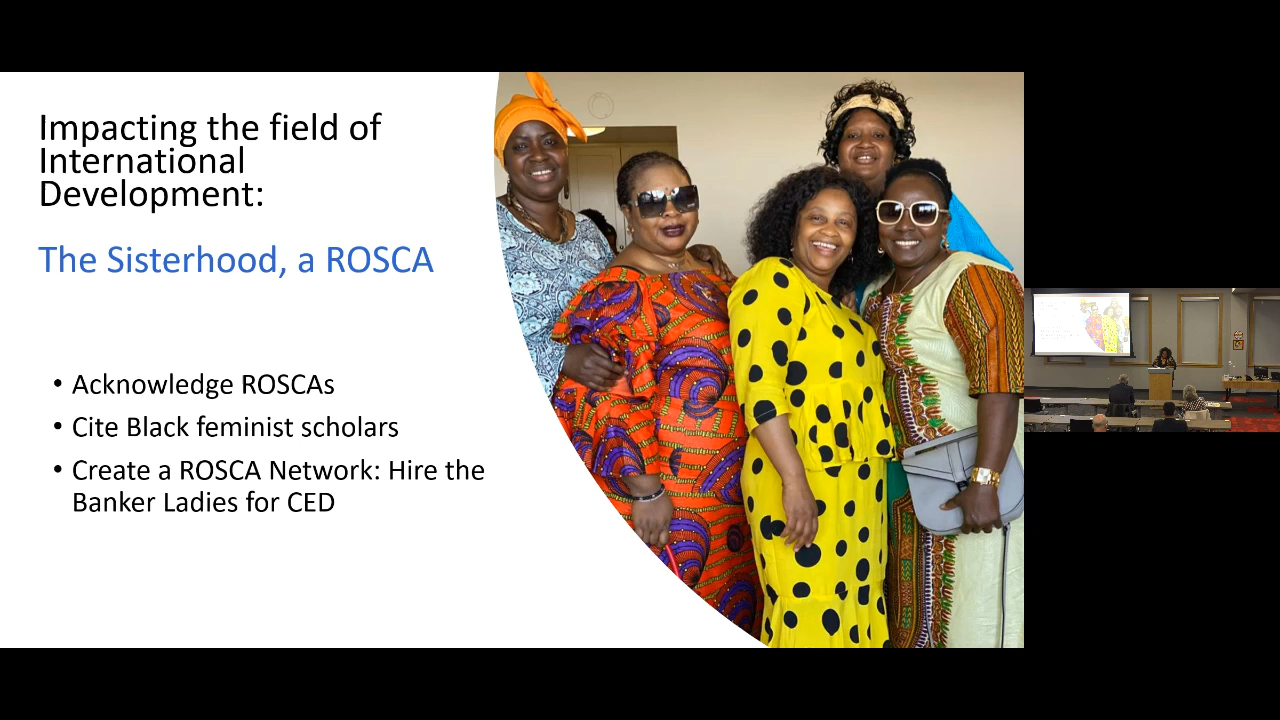 Impacting the field of
International
Development:
The Sisterhood, a ROSCA
• Acknowledge ROSCAs
• Cite Black feminist scholars
• Create a ROSCA Network: Hire the
Banker Ladies for CED